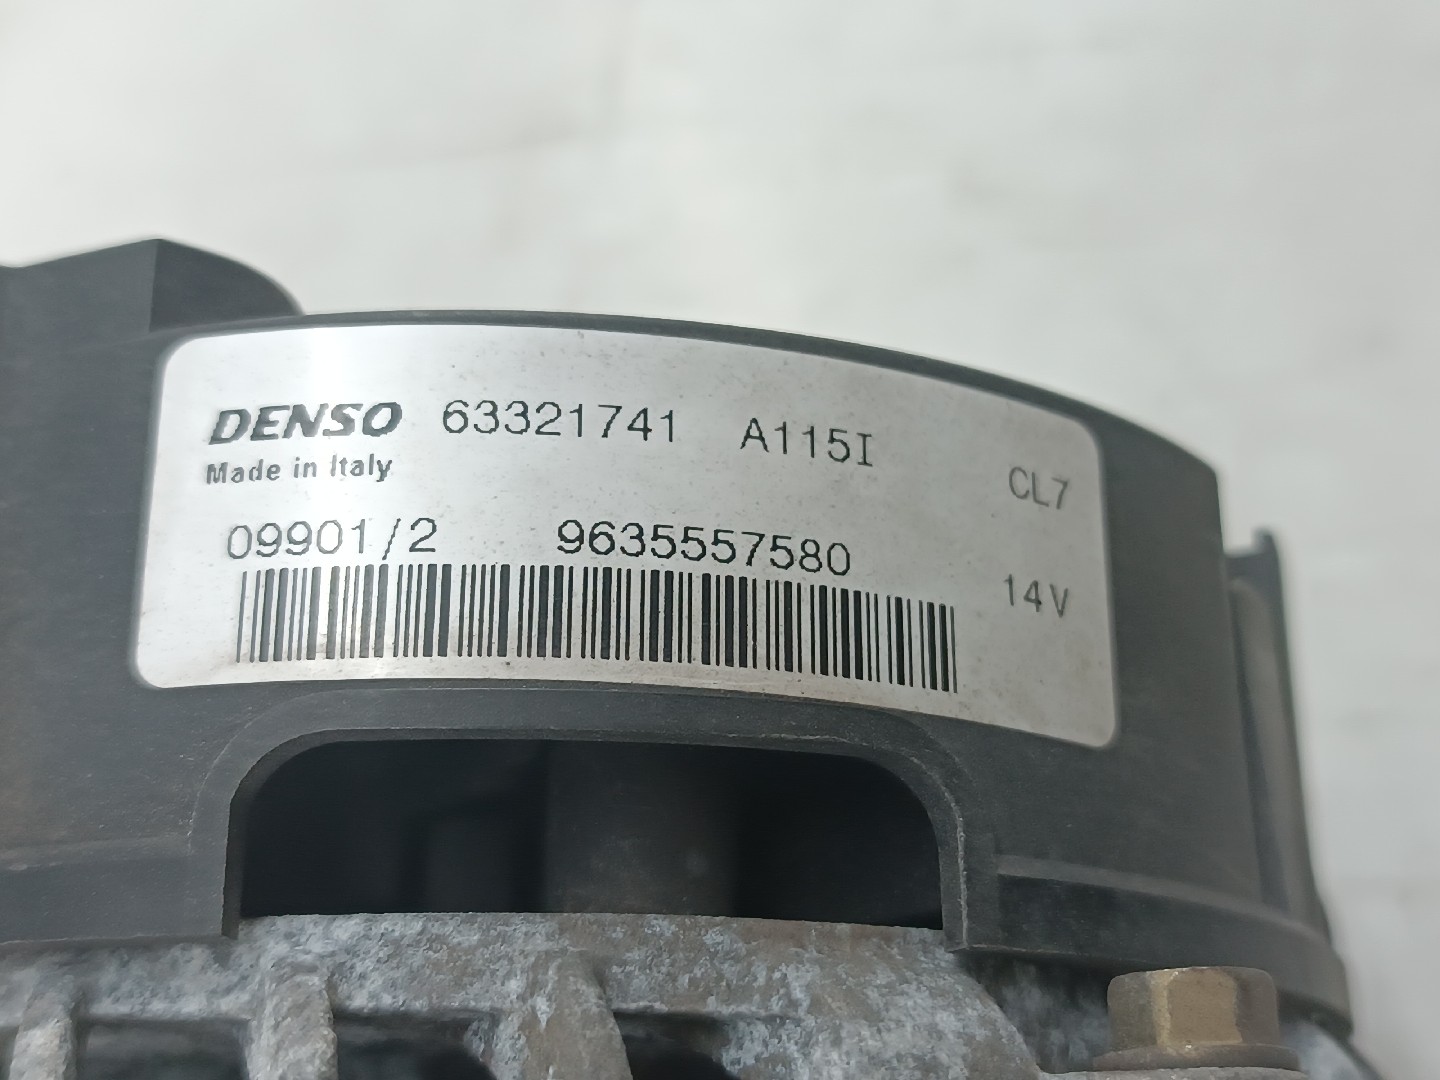 DENSO 63321741 A115I
Made in Italy
CL7
09901/2 9635557580
14V